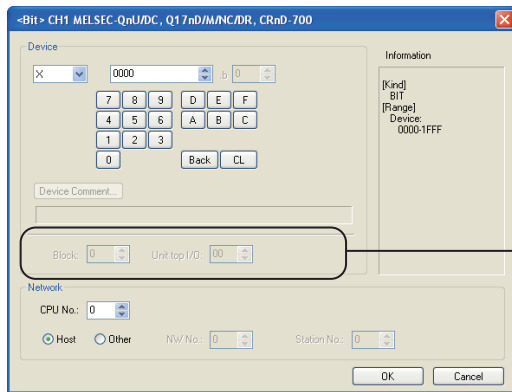 <Bit> CH1 MELSEC-QnU/DC, Q17nD/M/NC/DR, CRnD-700
Device
X 0000 .b 0
7 8 9 D E F
4 5 6 A B C
1 2 3
0 Back CL
Device Comment...
Block: 0 Unit top I/O: 00
Information
[Kind]
BIT
[Range]
Device:
0000-1FFF
Network
CPU No.: 0
Host Other NW No.: 0 Station No.: 0
OK Cancel